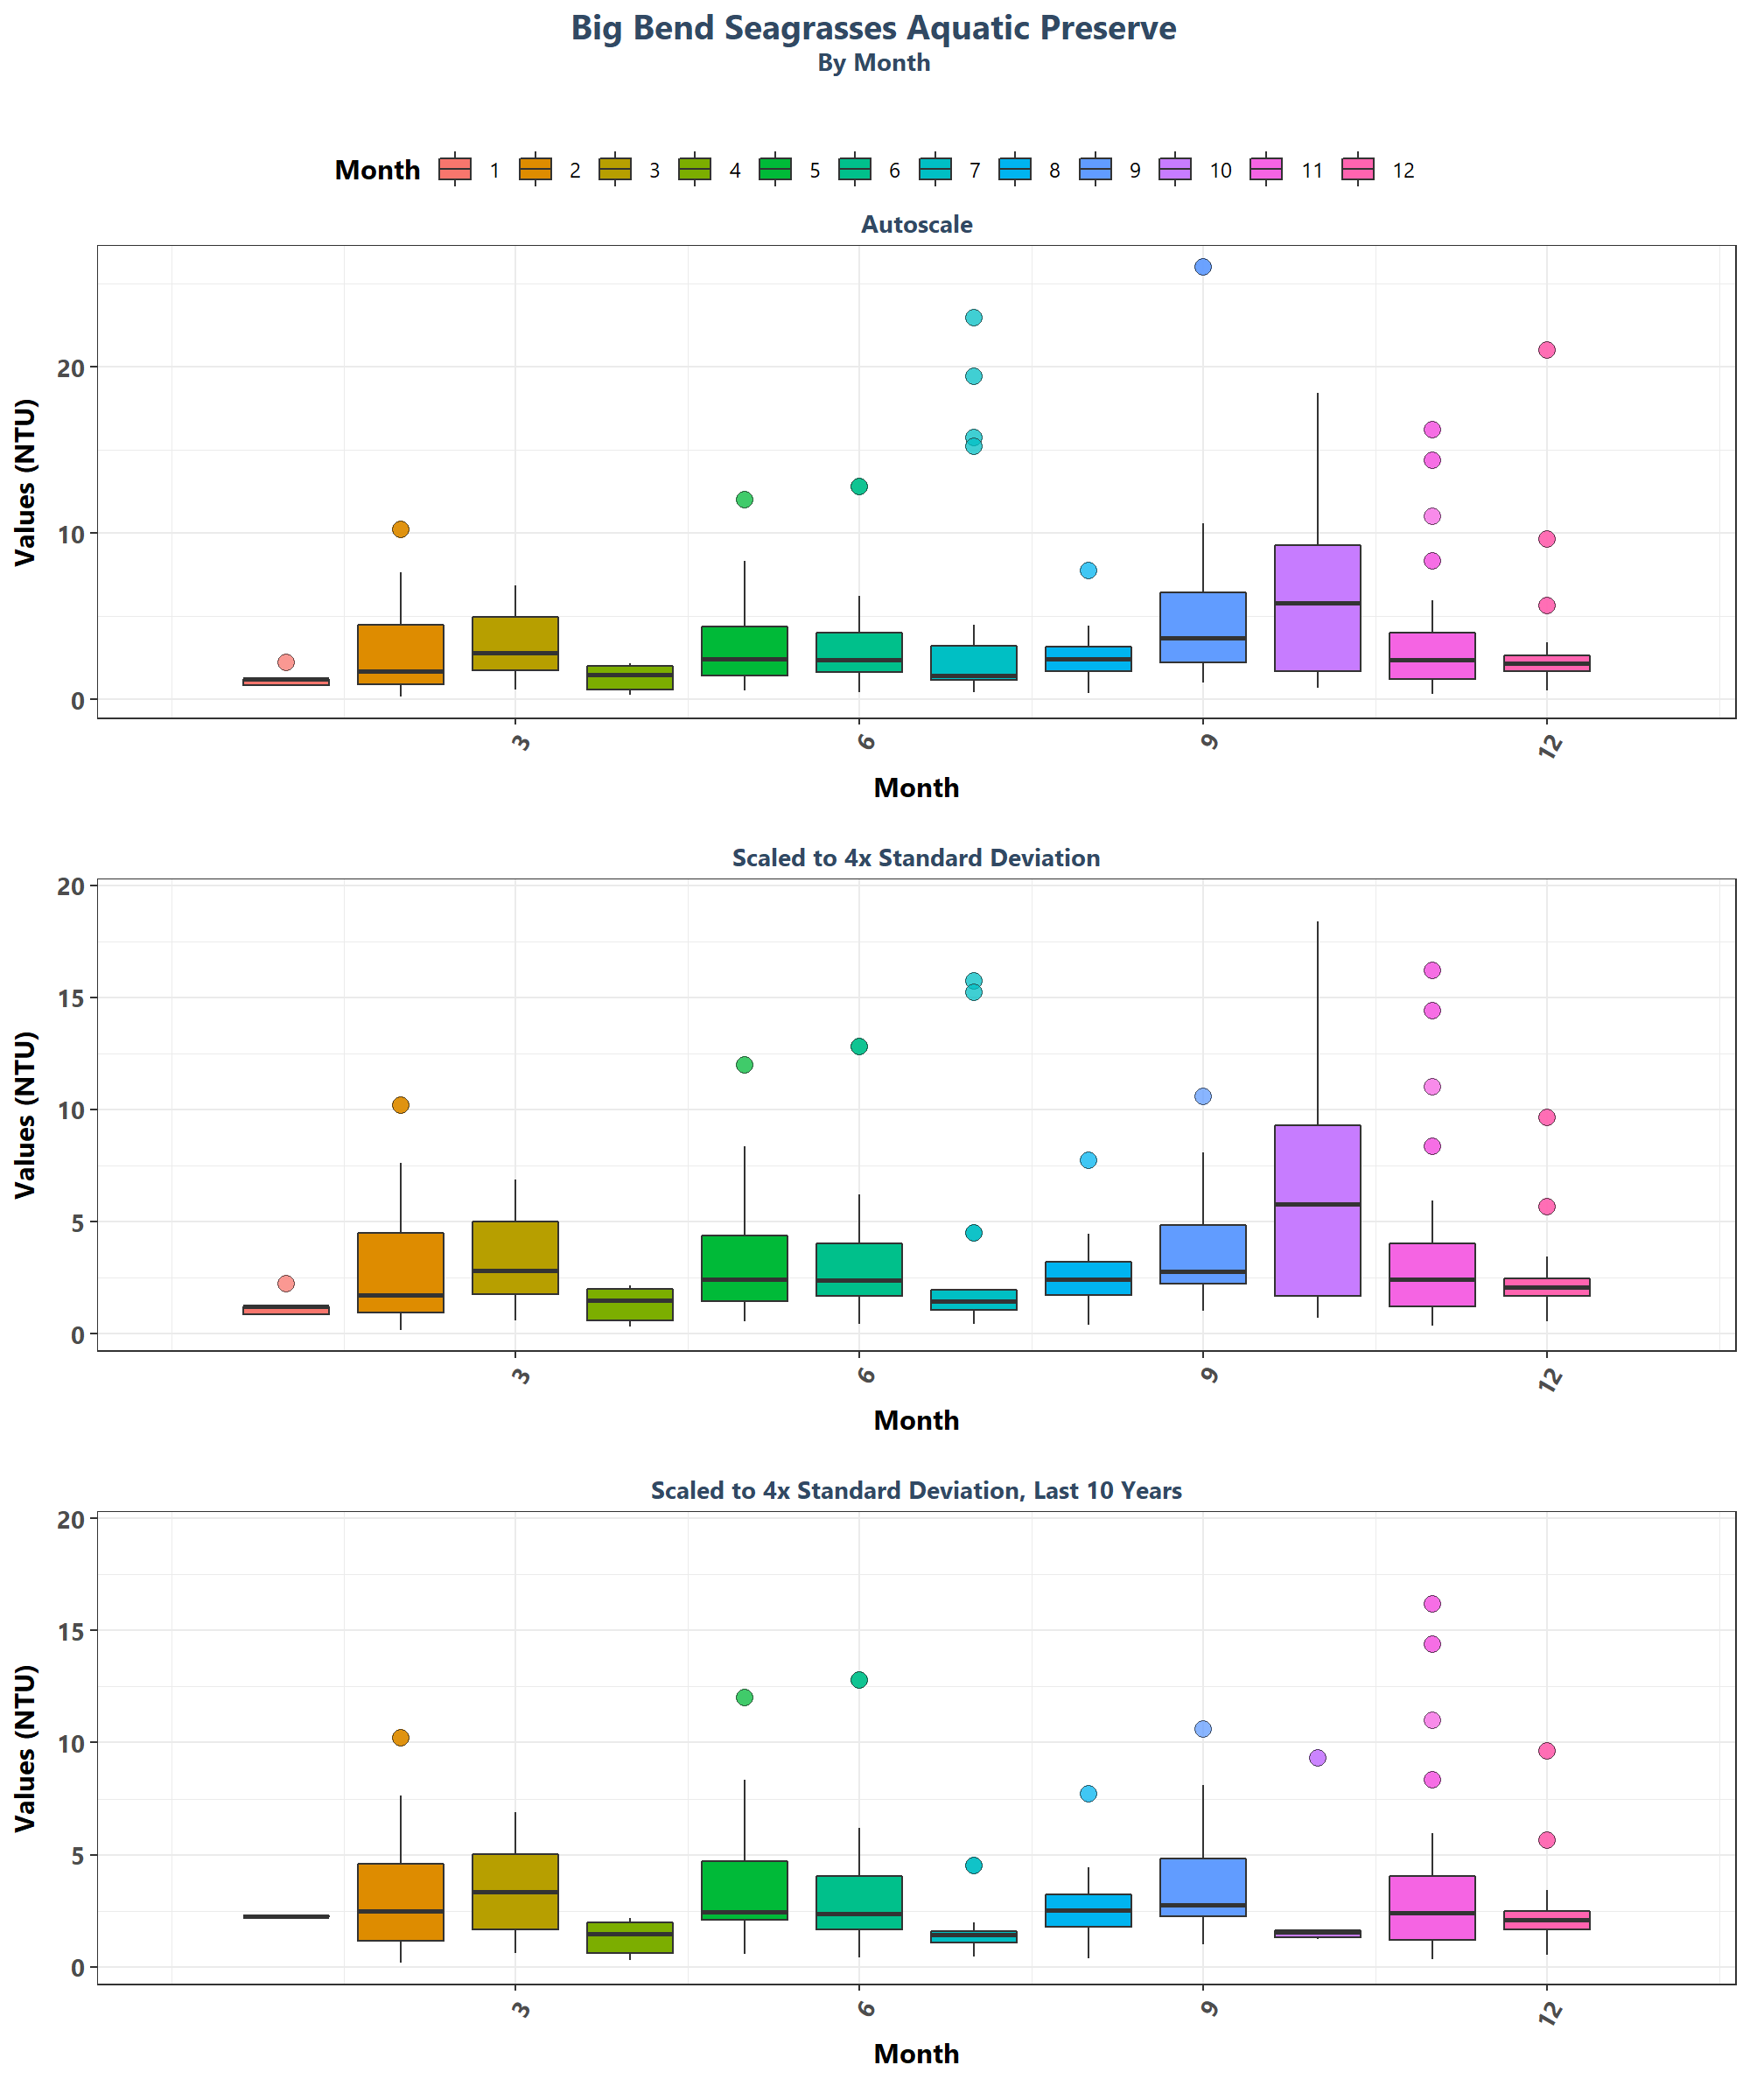 Big Bend Seagrasses Aquatic Preserve
By Month
Month 1 2 3 4 5 6 7 8 9 10 11 12
Autoscale
Values (NTU)
20
10
0
3 6 9 12
Month
Scaled to 4x Standard Deviation
Values (NTU)
20
15
10
5
0
3 6 9 12
Month
Scaled to 4x Standard Deviation, Last 10 Years
Values (NTU)
20
15
10
5
0
3 6 9 12
Month